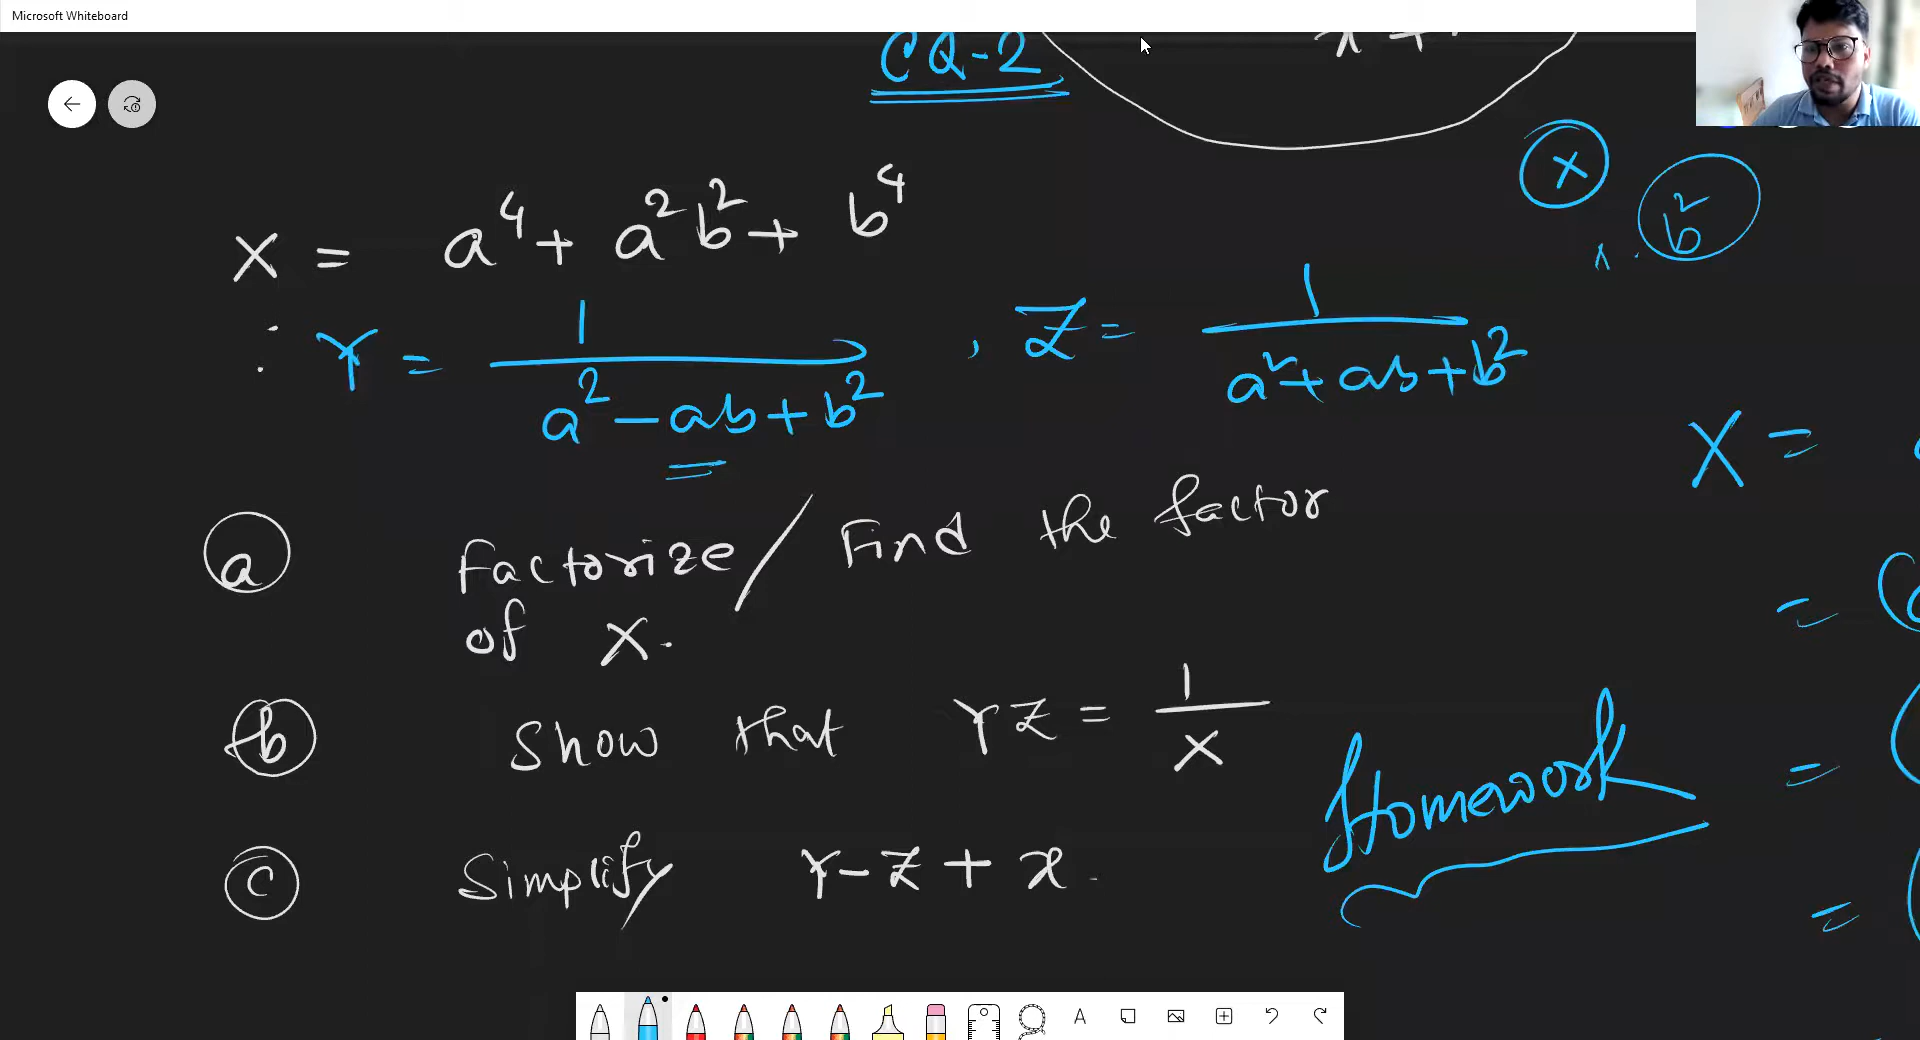 Microsoft Whiteboard
CQ-2
x +
x
b²
X = a⁴ + a²b² + b⁴
∴ Y = 1/(a² - ab + b²) , Z = 1/(a² + ab + b²)
X =
=
=
=
a Factorize / Find the factor
of X.
b Show that YZ = 1/X
Homework
c Simplify Y - Z + x.
A